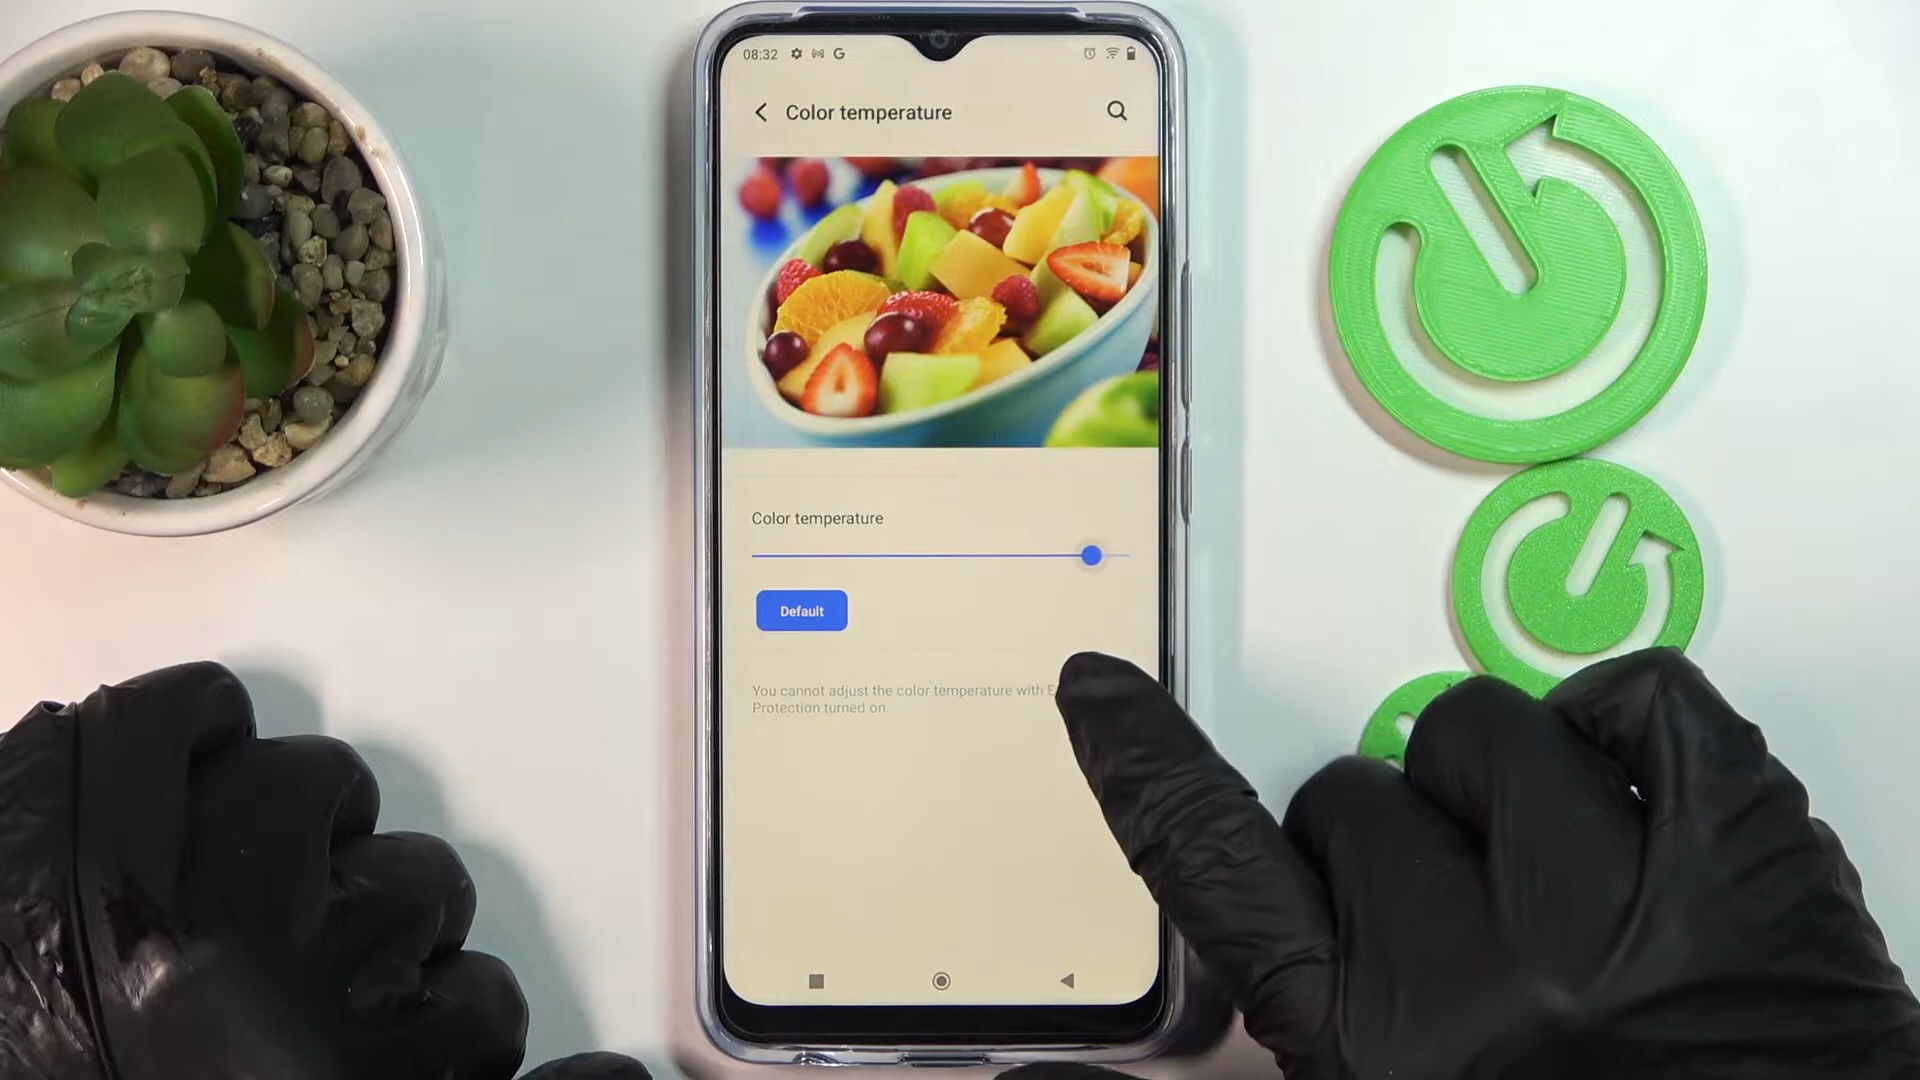 08:32 G
Color temperature
Color temperature
Default
You cannot adjust the color temperature with
Protection turned on.